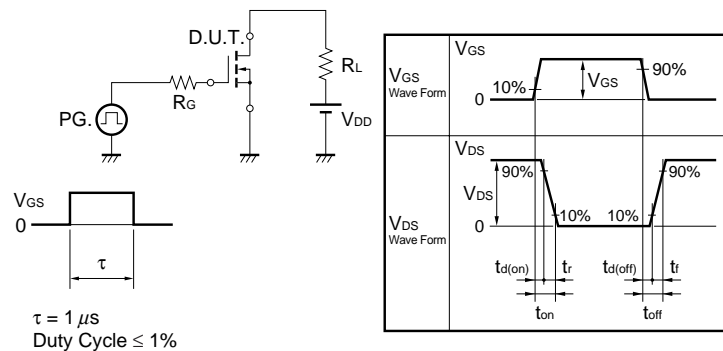 D.U.T.
RL
RG
PG.
VDD
VGS
0
τ
τ = 1 μs
Duty Cycle ≤ 1%
VGS
Wave Form
VGS
10%
VGS
90%
0
VDS
Wave Form
VDS
90%
VDS
90%
10%
10%
0
td(on)
tr
td(off)
tf
ton
toff